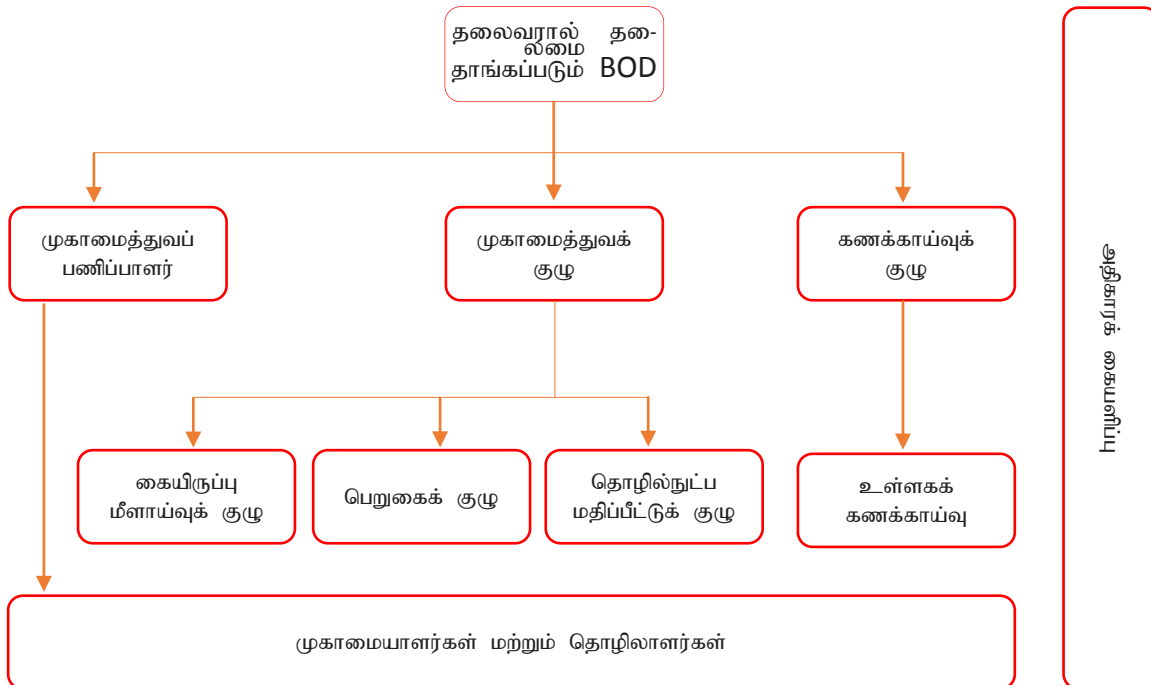 தலைவரால் தலைமை
தாங்கப்படும் BOD
முகாமைத்துவப்
பணிப்பாளர்
முகாமைத்துவக்
குழு
கணக்காய்வுக்
குழு
கையிருப்பு
மீளாய்வுக் குழு
பெறுகைக் குழு
தொழில்நுட்ப
மதிப்பீட்டுக் குழு
உள்ளகக்
கணக்காய்வு
முகாமையாளர்கள் மற்றும் தொழிலாளர்கள்
அதிகாரக் கையளிப்பு